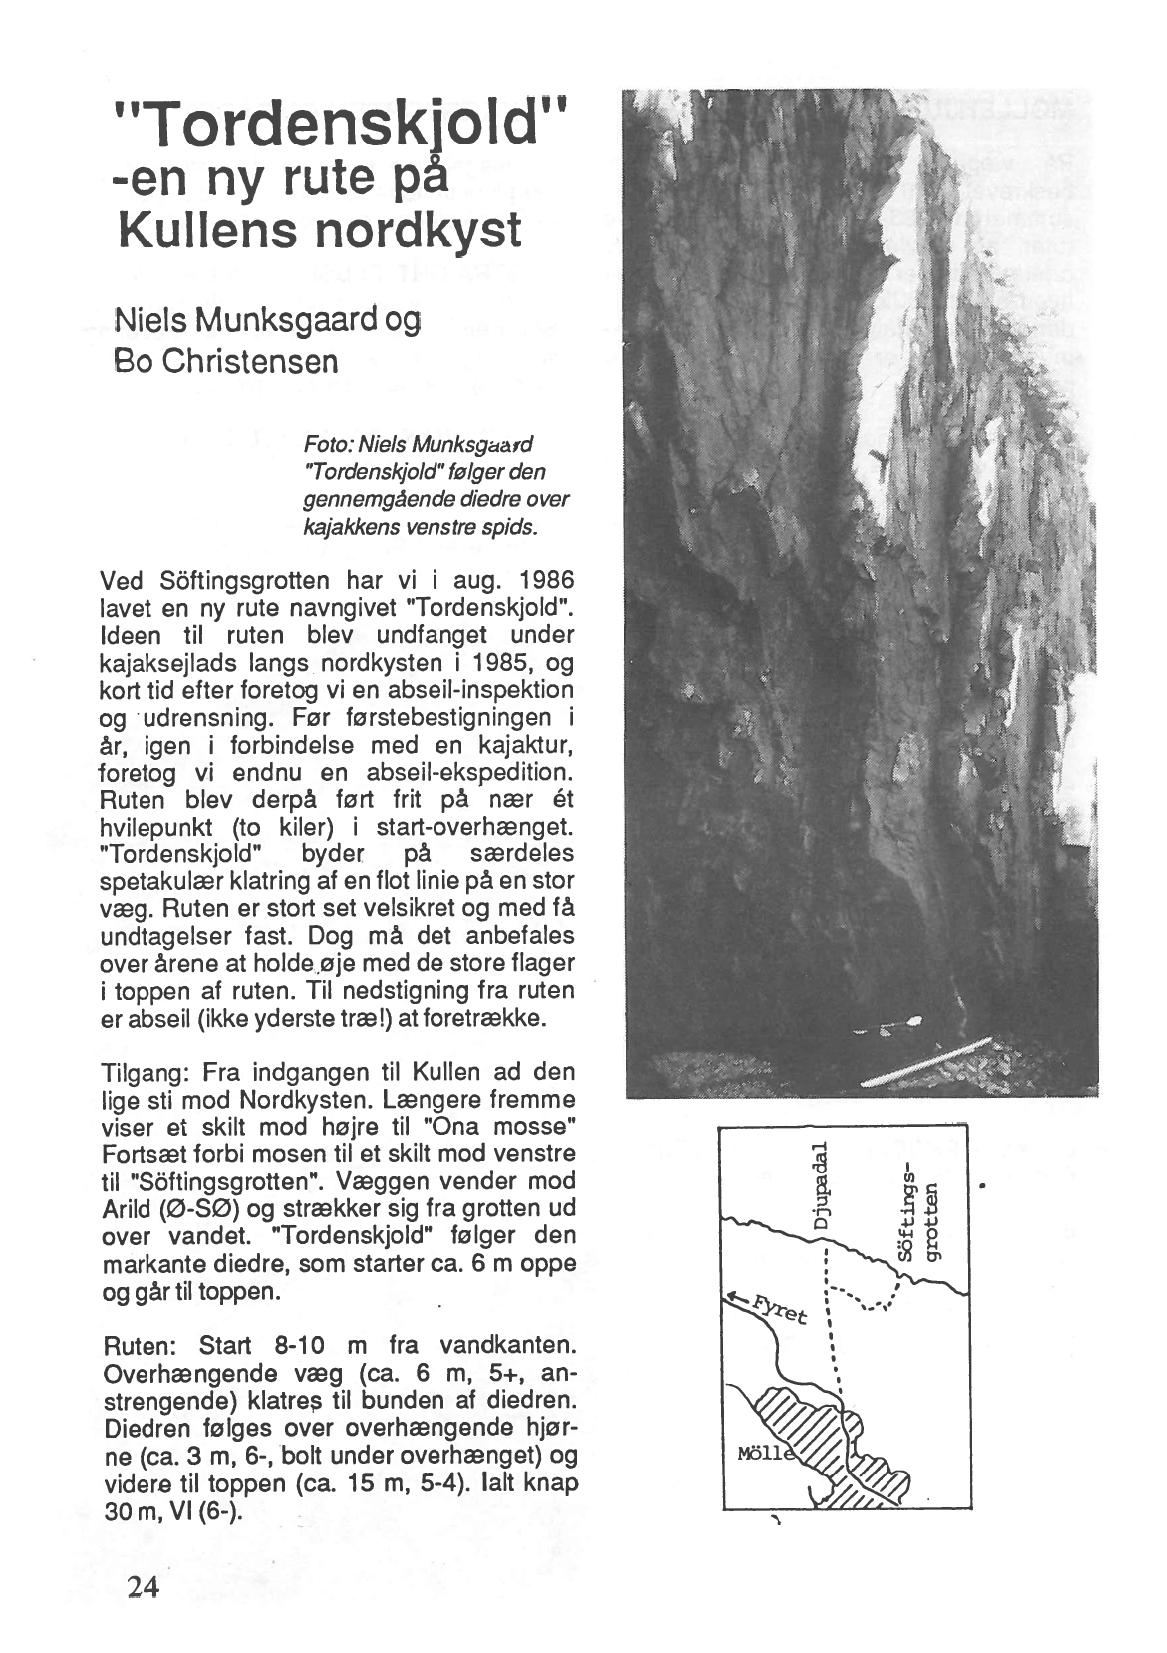 "Tordenskjold"
-en ny rute på
Kullens nordkyst
Niels Munksgaard og
Bo Christensen
Foto: Niels Munksgaard
"Tordenskjold" følger den
gennemgående diedre over
kajakkens venstre spids.
Ved Söftingsgrotten har vi i aug. 1986
lavet en ny rute navngivet "Tordenskjold".
Ideen til ruten blev undfanget under
kajaksejlads langs nordkysten i 1985, og
kort tid efter foretog vi en abseil-inspektion
og udrensning. Før førstebestigningen i
år, igen i forbindelse med en kajaktur,
foretog vi endnu en abseil-ekspedition.
Ruten blev derpå ført frit på nær ét
hvilepunkt (to kiler) i start-overhænget.
"Tordenskjold" byder på særdeles
spetakulær klatring af en flot linie på en stor
væg. Ruten er stort set velsikret og med få
undtagelser fast. Dog må det anbefales
over årene at holde øje med de store flager
i toppen af ruten. Til nedstigning fra ruten
er abseil (ikke yderste træ!) at foretrække.
Tilgang: Fra indgangen til Kullen ad den
lige sti mod Nordkysten. Længere fremme
viser et skilt mod højre til "Ona mosse"
Fortsæt forbi mosen til et skilt mod venstre
til "Söftingsgrotten". Væggen vender mod
Arild (Ø-SØ) og strækker sig fra grotten ud
over vandet. "Tordenskjold" følger den
markante diedre, som starter ca. 6 m oppe
og går til toppen.
Ruten: Start 8-10 m fra vandkanten.
Overhængende væg (ca. 6 m, 5+, an-
strengende) klatres til bunden af diedren.
Diedren følges over overhængende hjør-
ne (ca. 3 m, 6-, bolt under overhænget) og
videre til toppen (ca. 15 m, 5-4). Ialt knap
30 m, VI (6-).
Djupadal
Söftings-
grotten
Fyret
Mölle
24